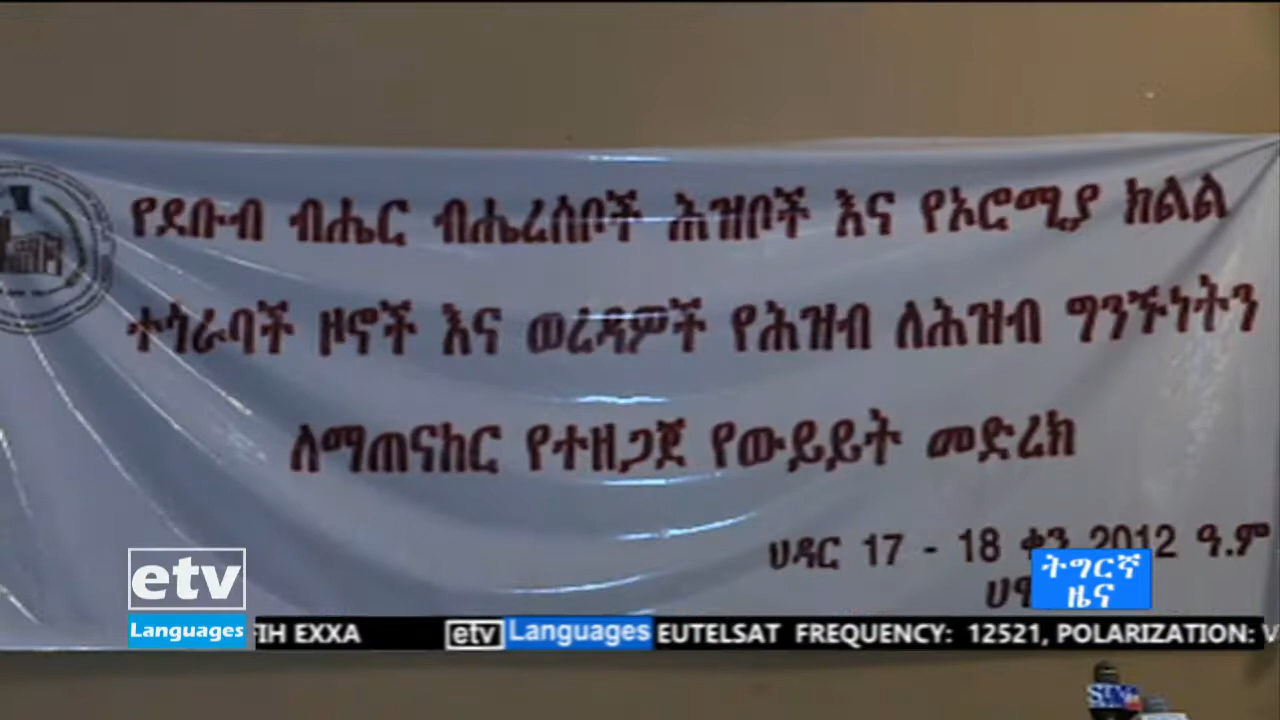 የደቡብ ብሔር ብሔረሰቦች ሕዝቦች እና የኦሮሚያ ክልል
ተጎራባች ዞኖች እና ወረዳዎች የሕዝብ ለሕዝብ ግንኙነትን
ለማጠናከር የተዘጋጀ የውይይት መድረክ
ህዳር 17 - 18 ቀን 2012 ዓ.ም
ትግርኛ
ዜና
etv
Languages
FIH EXXA etv Languages EUTELSAT FREQUENCY: 12521, POLARIZATION: V